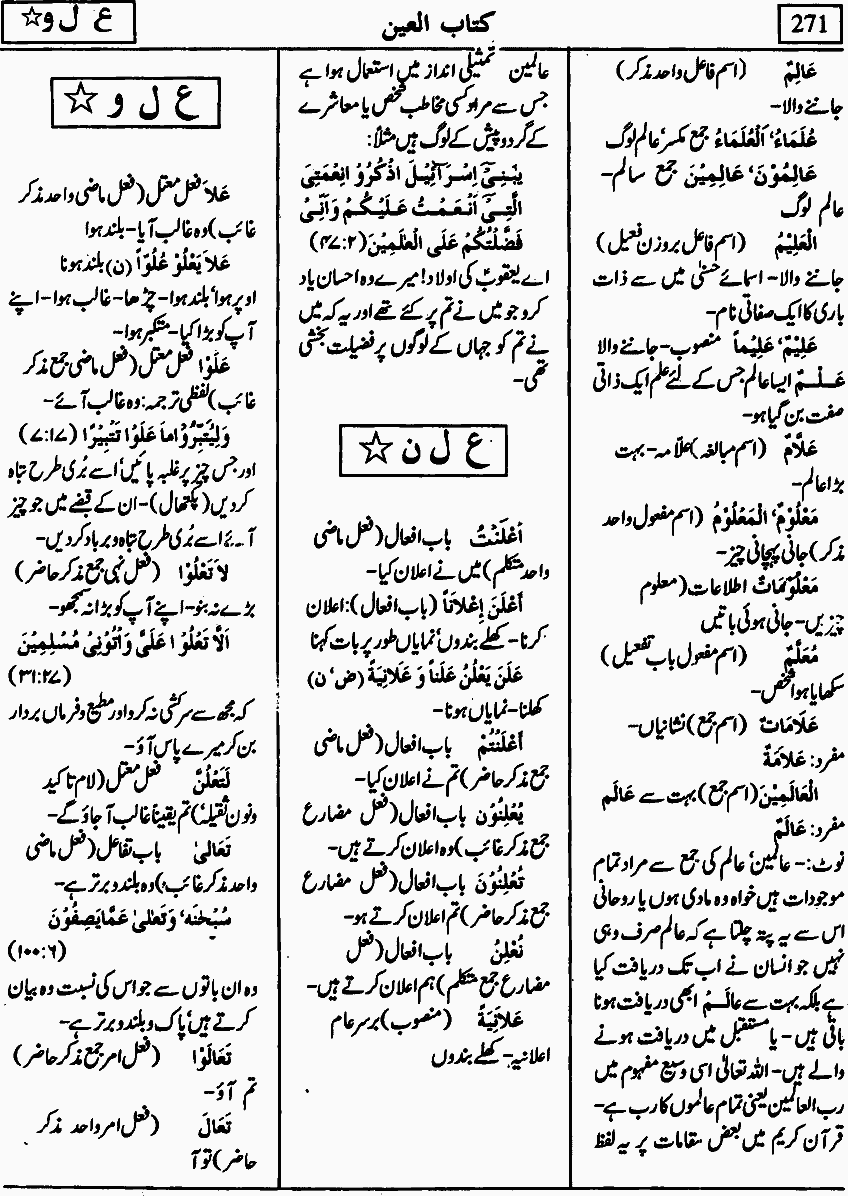 271
کتاب العین
ع ل و ☆
عَالِمٌ (اسم فاعل واحد مذکر)
جاننے والا-
عُلَمَاءُ‘ اَلْعُلَمَاءُ جمع مکسر‘ عالم لوگ
عَالِمُوْنَ‘ عَالِمِیْنَ جمع سالم-
عالم لوگ
الْعَلِیْمُ (اسم فاعل بروزن فعیل)
جاننے والا- اسمائے حسنیٰ میں سے ذات
باری کا ایک صفاتی نام-
عَلِیْمٌ‘ عَلِیْماً منصوب- جاننے والا
عَلْمٌ ایسا عالم جس کے لئے علم ایک ذاتی
صفت بن گیا ہو-
عَلَّامٌ (اسم مبالغہ) علّامہ- بہت
بڑا عالم-
مَعْلُوْمٌ‘ الْمَعْلُوْمُ (اسم مفعول واحد
مذکر) جانی پہچانی چیز-
مَعْلُوْمَاتٌ اطلاعات (معلوم
چیزیں- جانی ہوئی باتیں
مُعَلَّمٌ (اسم مفعول باب تفعیل)
سکھایا ہوا شخص-
عَلَامَاتٌ (اسم جمع) نشانیاں-
مفرد: عَلَامَةٌ
الْعَالَمِیْنَ (اسم جمع) بہت سے عَالَم
مفرد: عَالَمٌ
نوٹ:- عالمین‘ عالم کی جمع سے مراد تمام
موجودات ہیں خواہ وہ مادی ہوں یا روحانی
اس سے یہ پتہ چلتا ہے کہ عالم صرف وہی
نہیں جو انسان نے اب تک دریافت کیا
ہے بلکہ بہت سے عَالَمْ ابھی دریافت ہونا
باقی ہیں- یا مستقبل میں دریافت ہونے
والے ہیں- اللہ تعالیٰ اسی وسیع مفہوم میں
رب العالمین یعنی تمام عالموں کا رب ہے-
قرآن کریم میں بعض مقامات پر یہ لفظ
عالمین تمثیلی انداز میں استعمال ہوا ہے
جس سے مراد کسی مخاطب شخص یا معاشرے
کے گردوپیش کے لوگ ہیں مثلاً:
یٰبَنِیْۤ اِسْرَآئِیْلَ اذْکُرُوْا نِعْمَتِیَ
الَّتِیْۤ اَنْعَمْتُ عَلَیْکُمْ وَاَنِّیْ
فَضَّلْتُکُمْ عَلَی الْعٰلَمِیْنَ (۴۷:۲)
اے یعقوبؑ کی اولاد! میرے وہ احسان یاد
کرو جو میں نے تم پر کئے تھے اور یہ کہ میں
نے تم کو جہاں کے لوگوں پر فضیلت بخشی
تھی-
ع ل ن ☆
اَعْلَنْتُ باب افعال (فعل ماضی
واحد متکلم) میں نے اعلان کیا-
اَعْلَنَ اِعْلَاناً (باب افعال): اعلان
کرنا- کھلے بندوں‘ نمایاں طور پر بات کہنا
عَلَنَ یَعْلُنُ عَلَناً وَ عَلَانِیَةً (ض‘ ن)
کھلنا- نمایاں ہونا-
اَعْلَنْتُمْ باب افعال (فعل ماضی
جمع مذکر حاضر) تم نے اعلان کیا-
یُعْلِنُوْن باب افعال (فعل مضارع
جمع مذکر غائب) وہ اعلان کرتے ہیں-
تُعْلِنُوْنَ باب افعال (فعل مضارع
جمع مذکر حاضر) تم اعلان کرتے ہو-
نُعْلِنُ باب افعال (فعل
مضارع جمع متکلم) ہم اعلان کرتے ہیں-
عَلَانِیَةً (منصوب) برسر عام
اعلانیہ- کھلے بندوں
ع ل و ☆
عَلَا فعل معتل (فعل ماضی واحد مذکر
غائب) وہ غالب آیا- بلند ہوا
عَلَا یَعْلُوْ عُلُوّاً (ن) بلند ہونا
اوپر ہوا‘ بلند ہوا- چڑھا- غالب ہوا- اپنے
آپ کو بڑا کیا- متکبر ہوا-
عَلَوْا فعل معتل (فعل ماضی جمع مذکر
غائب) لفظی ترجمہ: وہ غالب آئے-
وَلِیُتَبِّرُوْا مَا عَلَوْا تَتْبِیْرًا (۷:۱۷)
اور جس چیز پر غلبہ پائیں‘ اسے بُری طرح تباہ
کردیں (پکتھال)- ان کے قبضے میں جو چیز
آئے اسے بُری طرح تباہ و برباد کردیں-
لَا تَعْلُوْا (فعل نہی جمع مذکر حاضر)
بڑے نہ بنو- اپنے آپ کو بڑا نہ سمجھو-
اَلَّا تَعْلُوْا عَلَیَّ وَاْتُوْنِیْ مُسْلِمِیْنَ
(۳۱:۲۷)
کہ مجھ سے سرکشی نہ کرو اور مطیع و فرماں بردار
بن کر میرے پاس آؤ-
لَتَعْلُنَّ فعل معتل (لام تاکید
ونون ثقیلہ) تم یقیناً غالب آ جاؤ گے-
تَعَالیٰ باب تفاعل (فعل ماضی
واحد مذکر غائب) وہ بلند و برتر ہے-
سُبْحٰنَہٗ وَتَعٰلیٰ عَمَّا یَصِفُوْنَ
(۱۰۰:۶)
وہ ان باتوں سے جو اس کی نسبت وہ بیان
کرتے ہیں‘ پاک و بلند و برتر ہے-
تَعَالَوْا (فعل امر جمع مذکر حاضر)
تم آؤ-
تَعَالَ (فعل امر واحد مذکر
حاضر) تو آ